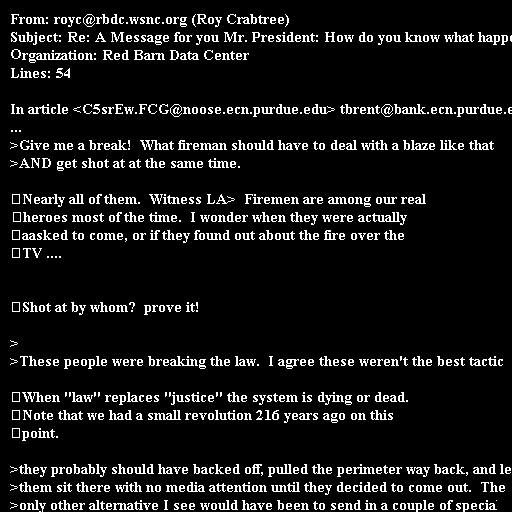 From: royc@rbdc.wsnc.org (Roy Crabtree)
Subject: Re: A Message for you Mr. President: How do you know what happe
Organization: Red Barn Data Center
Lines: 54

In article <C5srEw.FCG@noose.ecn.purdue.edu> tbrent@bank.ecn.purdue.e
...
>Give me a break!  What fireman should have to deal with a blaze like that
>AND get shot at at the same time.

Nearly all of them.  Witness LA>  Firemen are among our real
heroes most of the time.  I wonder when they were actually
aasked to come, or if they found out about the fire over the
TV ....

Shot at by whom?  prove it!

>
>These people were breaking the law.  I agree these weren't the best tactic

When "law" replaces "justice" the system is dying or dead.
Note that we had a small revolution 216 years ago on this
point.

>they probably should have backed off, pulled the perimeter way back, and le
>them sit there with no media attention until they decided to come out.  The
>only other alternative I see would have been to send in a couple of special